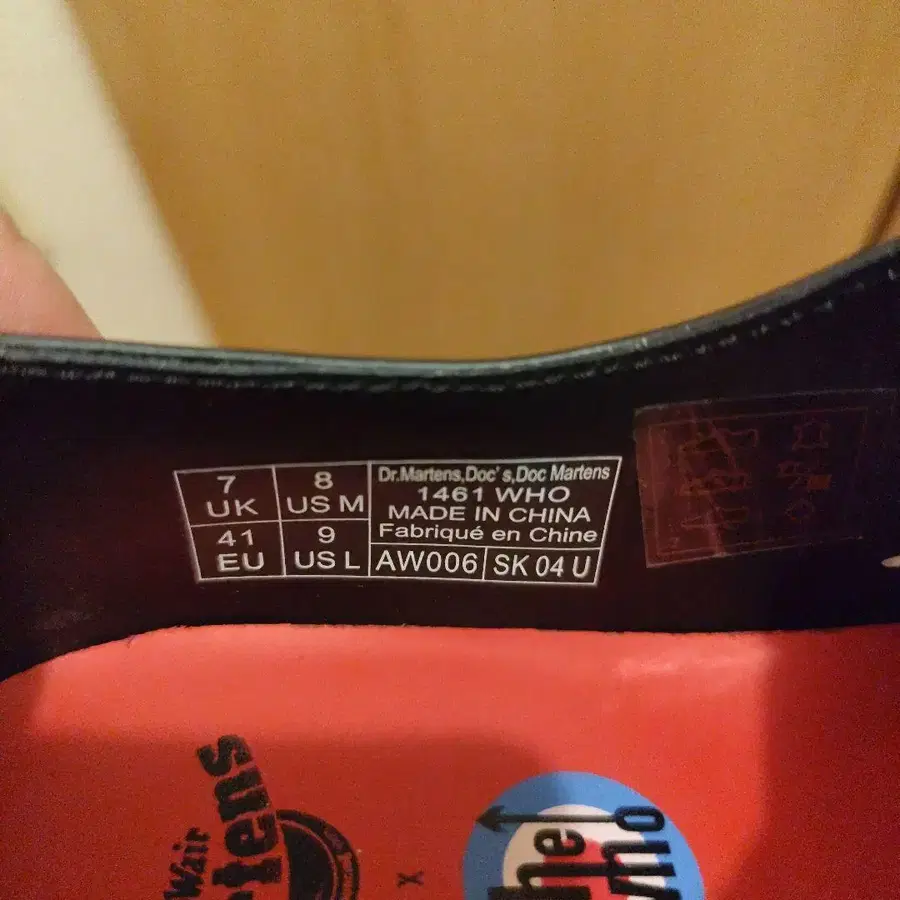 7
UK
8
US M
41
EU
9
US L
Dr.Martens,Doc's,Doc Martens
1461 WHO
MADE IN CHINA
Fabriqué en Chine
AW006
SK 04 U
Wair
x